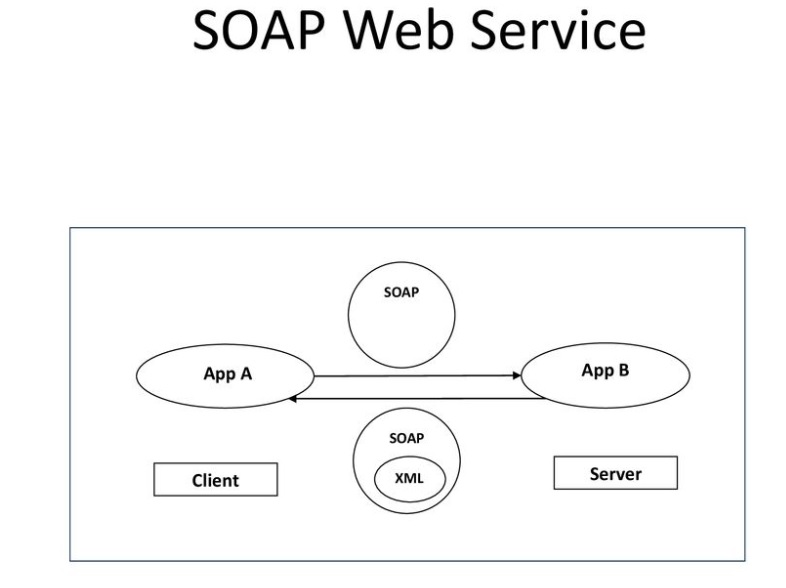 SOAP Web Service
SOAP
App A
App B
SOAP
XML
Client
Server